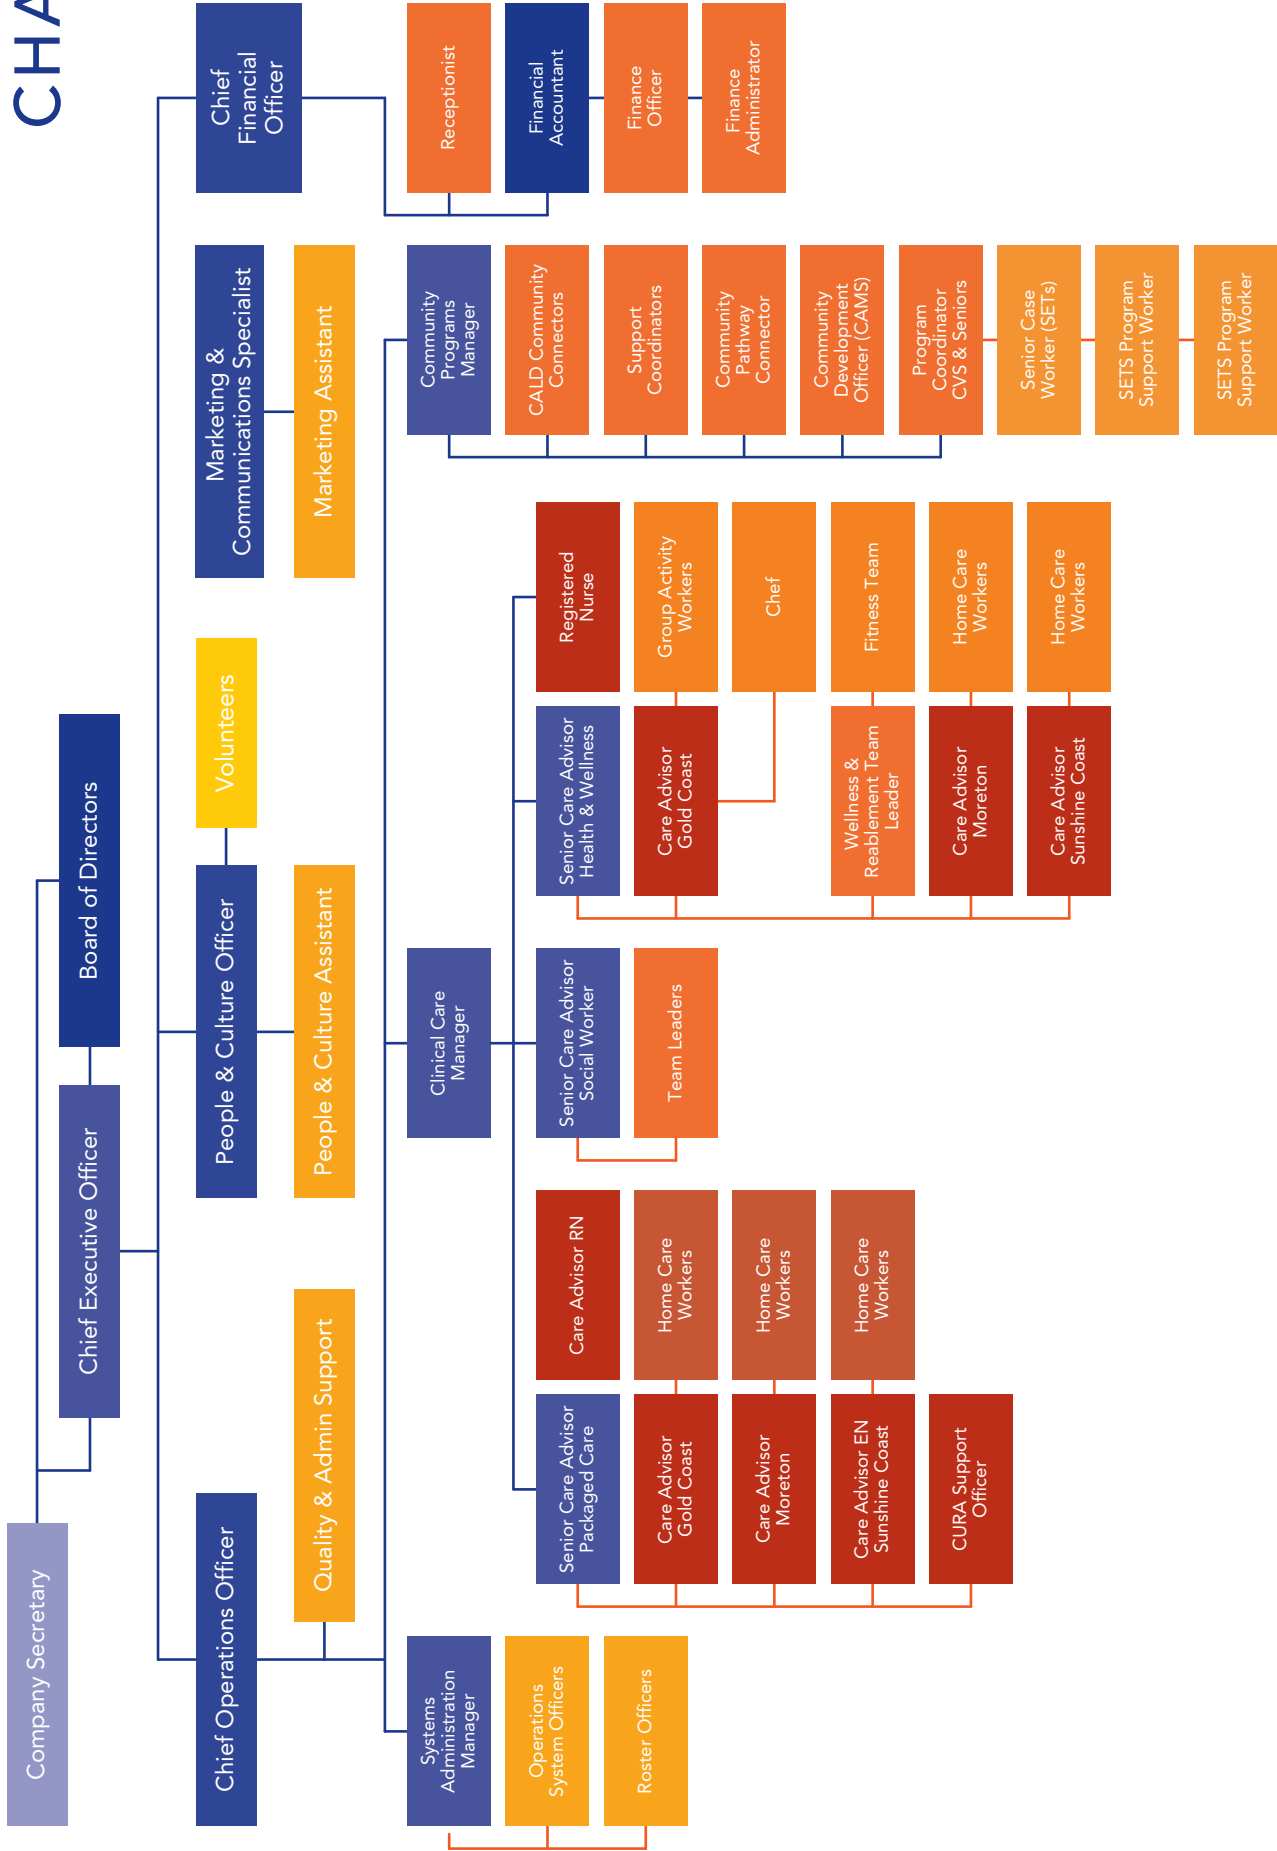 CHA
Company Secretary
Board of Directors
Chief Executive Officer
Chief Operations Officer
Quality & Admin Support
People & Culture Officer
Volunteers
People & Culture Assistant
Marketing &
Communications Specialist
Marketing Assistant
Chief
Financial
Officer
Receptionist
Financial
Accountant
Finance
Officer
Finance
Administrator
Systems
Administration
Manager
Operations
System Officers
Roster Officers
Clinical Care
Manager
Senior Care Advisor
Packaged Care
Care Advisor RN
Care Advisor
Gold Coast
Home Care
Workers
Care Advisor
Moreton
Home Care
Workers
Care Advisor EN
Sunshine Coast
Home Care
Workers
CURA Support
Officer
Senior Care Advisor
Social Worker
Team Leaders
Senior Care Advisor
Health & Wellness
Registered
Nurse
Care Advisor
Gold Coast
Group Activity
Workers
Chef
Wellness &
Reablement Team
Leader
Fitness Team
Care Advisor
Moreton
Home Care
Workers
Care Advisor
Sunshine Coast
Home Care
Workers
Community
Programs
Manager
CALD Community
Connectors
Support
Coordinators
Community
Pathway
Connector
Community
Development
Officer (CAMS)
Program
Coordinator
CVS & Seniors
Senior Case
Worker (SETs)
SETS Program
Support Worker
SETS Program
Support Worker